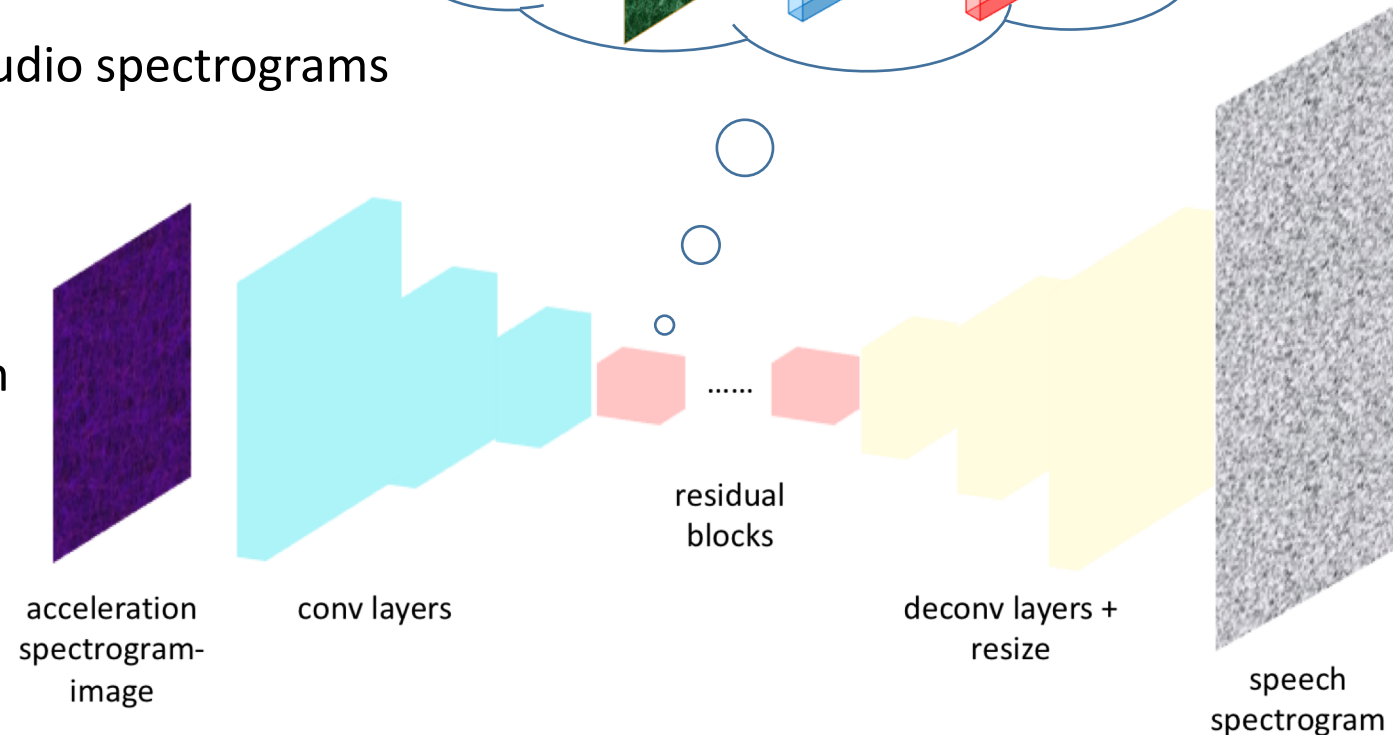 udio spectrograms
n
......
residual
blocks
acceleration
spectrogram-
image
conv layers
deconv layers +
resize
speech
spectrogram